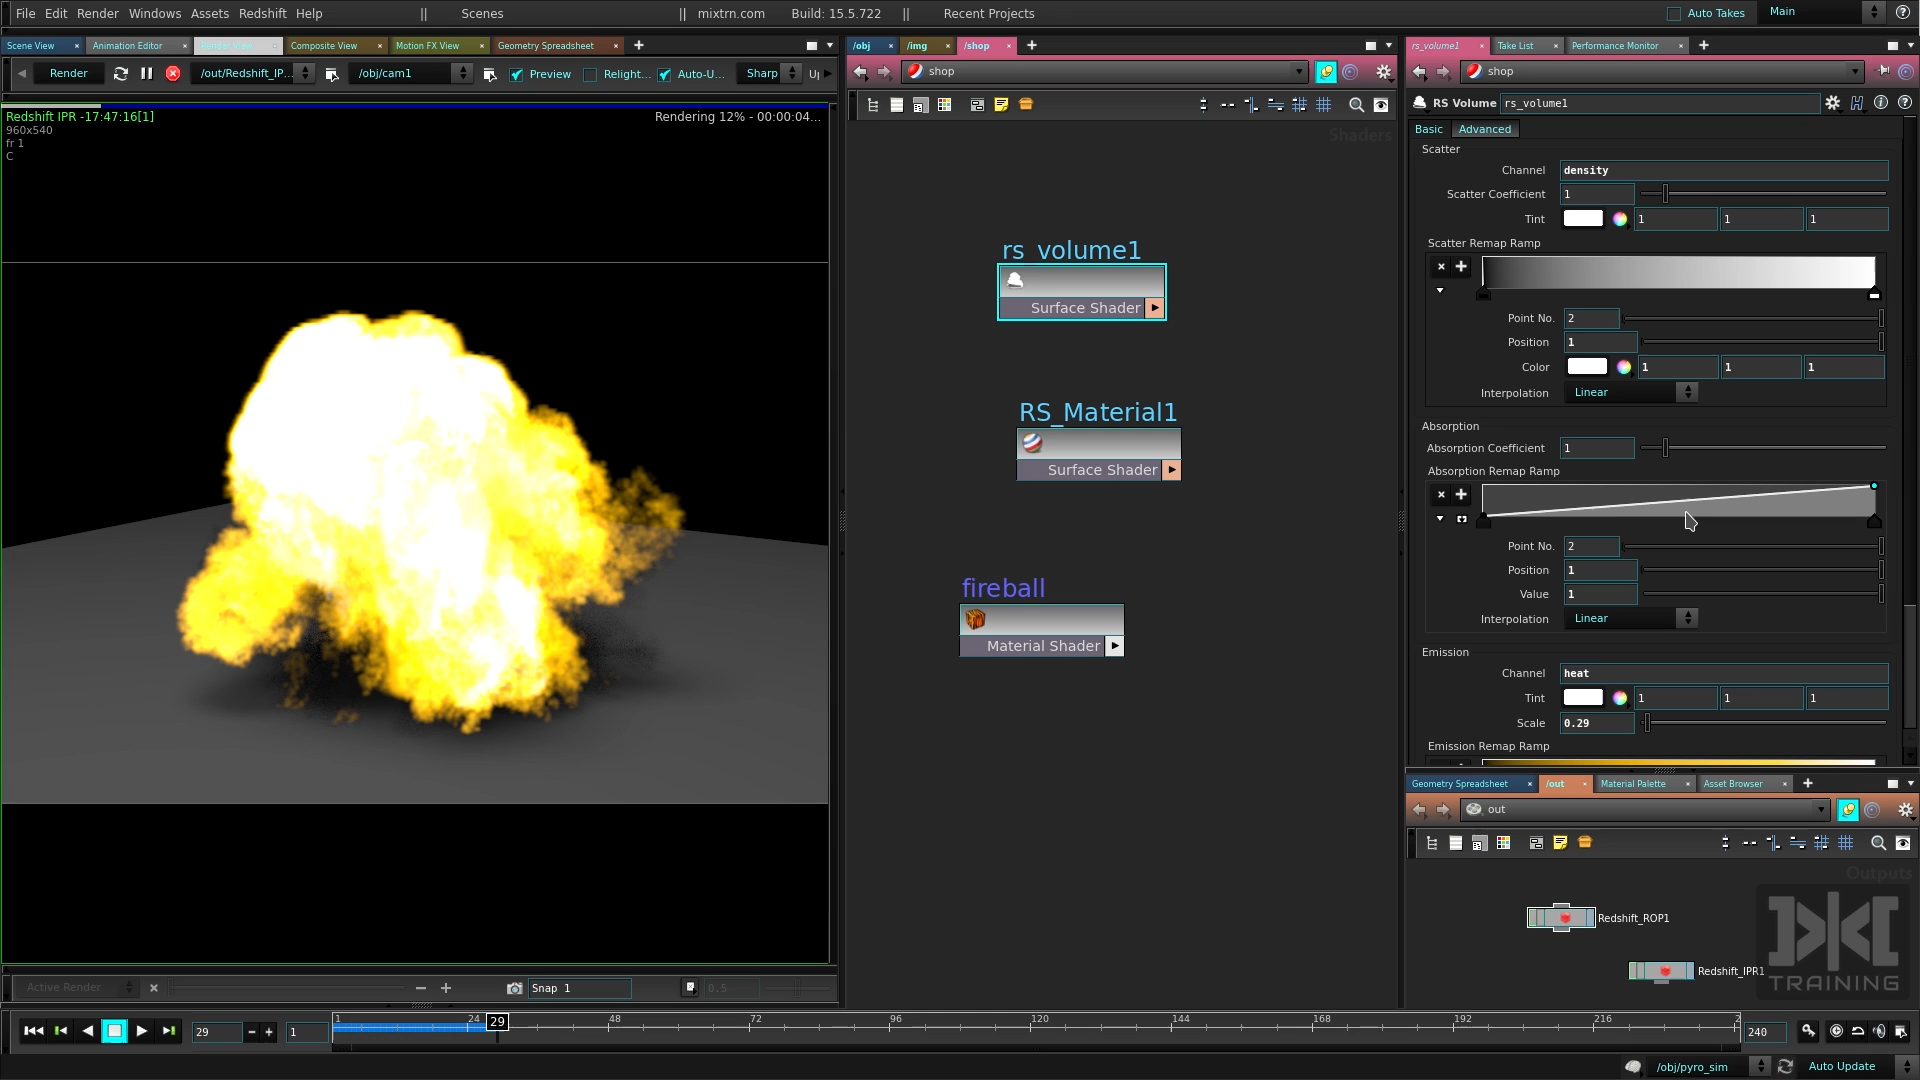 File Edit Render Windows Assets Redshift Help || Scenes || mixtrn.com Build: 15.5.722 || Recent Projects Auto Takes Main
Scene View Animation Editor Render View Composite View Motion FX View Geometry Spreadsheet
Render /out/Redshift_IP... /obj/cam1 Preview Relight... Auto-U... Sharp
Redshift IPR -17:47:16[1]
Rendering 12% - 00:00:04...
960x540
fr 1
C
Active Render Snap 1 0.5
/obj /img /shop
shop
Shaders
rs_volume1
Surface Shader
RS_Material1
Surface Shader
fireball
Material Shader
rs_volume1 Take List Performance Monitor
shop
RS Volume rs_volume1
Basic Advanced
Scatter
Channel density
Scatter Coefficient 1
Tint 1 1 1
Scatter Remap Ramp
Point No. 2
Position 1
Color 1 1 1
Interpolation Linear
Absorption
Absorption Coefficient 1
Absorption Remap Ramp
Point No. 2
Position 1
Value 1
Interpolation Linear
Emission
Channel heat
Tint 1 1 1
Scale 0.29
Emission Remap Ramp
Geometry Spreadsheet /out Material Palette Asset Browser
out
Outputs
Redshift_ROP1
Redshift_IPR1
TRAINING
29 1 1 24 29 48 72 96 120 144 168 192 216 2 240
/obj/pyro_sim Auto Update